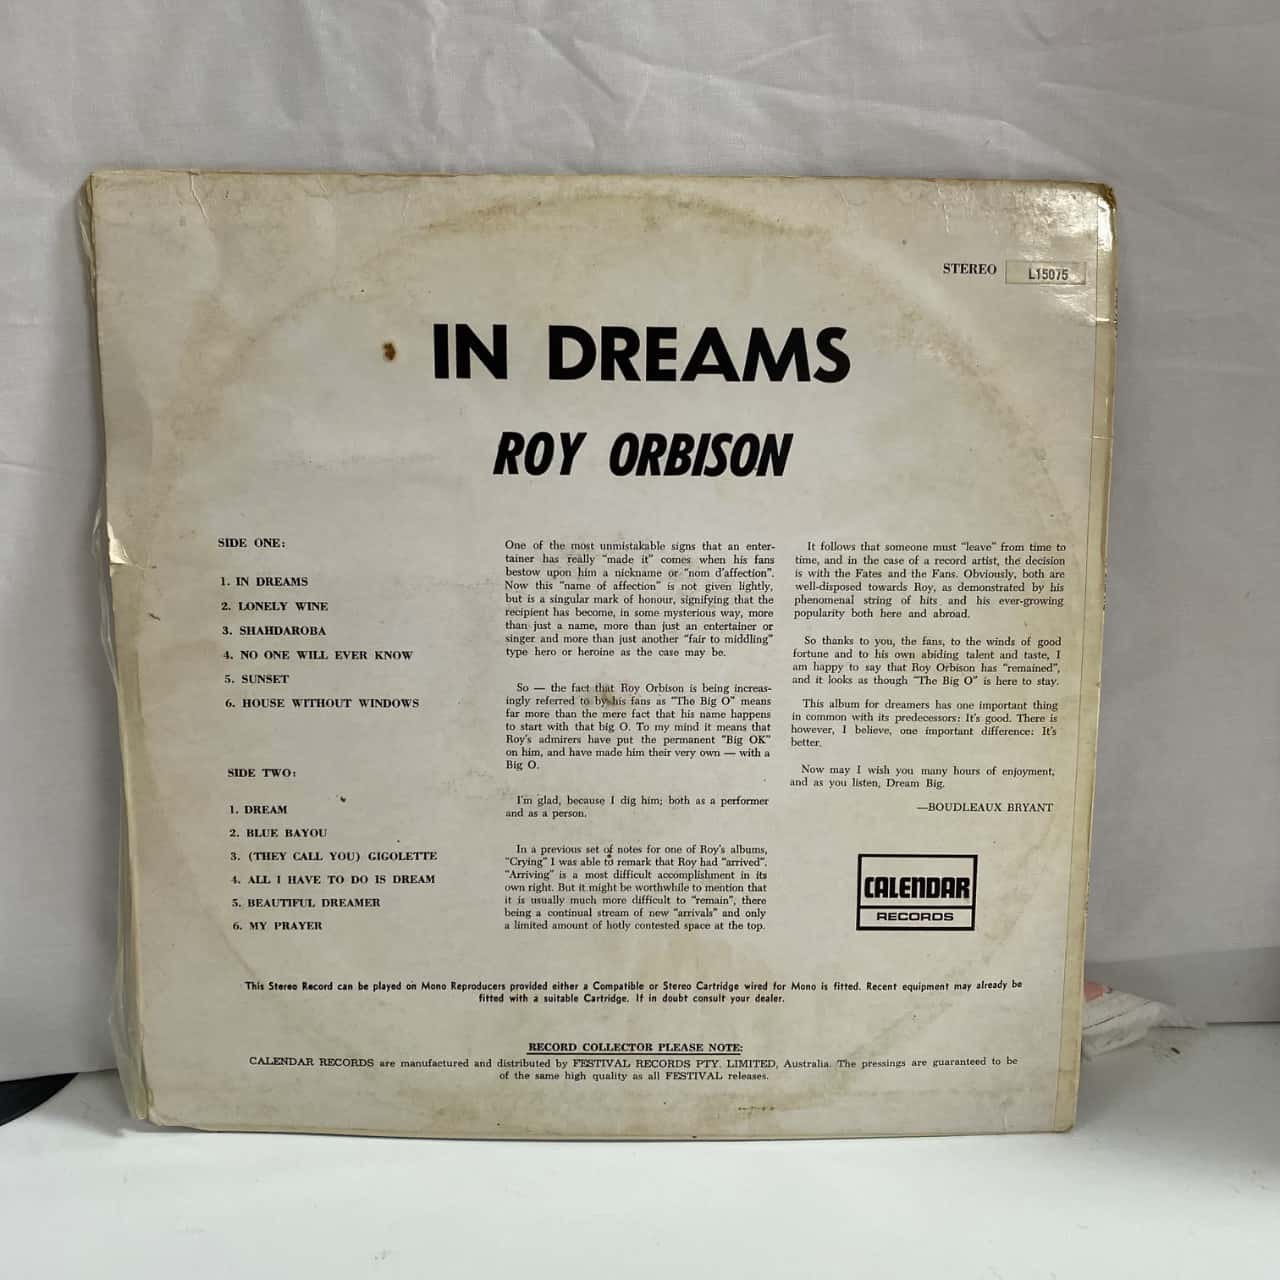 STEREO L15075
IN DREAMS
ROY ORBISON
SIDE ONE:
1. IN DREAMS
2. LONELY WINE
3. SHAHDAROBA
4. NO ONE WILL EVER KNOW
5. SUNSET
6. HOUSE WITHOUT WINDOWS
SIDE TWO:
1. DREAM
2. BLUE BAYOU
3. (THEY CALL YOU) GIGOLETTE
4. ALL I HAVE TO DO IS DREAM
5. BEAUTIFUL DREAMER
6. MY PRAYER
One of the most unmistakable signs that an enter-
tainer has really "made it" comes when his fans
bestow upon him a nickname or "nom d'affection".
Now this "name of affection" is not given lightly,
but is a singular mark of honour, signifying that the
recipient has become, in some mysterious way, more
than just a name, more than just an entertainer or
singer and more than just another "fair to middling"
type hero or heroine as the case may be.
So — the fact that Roy Orbison is being increas-
ingly referred to by his fans as "The Big O" means
far more than the mere fact that his name happens
to start with that big O. To my mind it means that
Roy's admirers have put the permanent "Big OK"
on him, and have made him their very own — with a
Big O.
I'm glad, because I dig him; both as a performer
and as a person.
In a previous set of notes for one of Roy's albums,
"Crying" I was able to remark that Roy had "arrived".
"Arriving" is a most difficult accomplishment in its
own right. But it might be worthwhile to mention that
it is usually much more difficult to "remain", there
being a continual stream of new "arrivals" and only
a limited amount of hotly contested space at the top.
It follows that someone must "leave" from time to
time, and in the case of a record artist, the decision
is with the Fates and the Fans. Obviously, both are
well-disposed towards Roy, as demonstrated by his
phenomenal string of hits and his ever-growing
popularity both here and abroad.
So thanks to you, the fans, to the winds of good
fortune and to his own abiding talent and taste, I
am happy to say that Roy Orbison has "remained",
and it looks as though "The Big O" is here to stay.
This album for dreamers has one important thing
in common with its predecessors: It's good. There is
however, I believe, one important difference: It's
better.
Now may I wish you many hours of enjoyment,
and as you listen, Dream Big.
—BOUDLEAUX BRYANT
CALENDAR
RECORDS
This Stereo Record can be played on Mono Reproducers provided either a Compatible or Stereo Cartridge wired for Mono is fitted. Recent equipment may already be
fitted with a suitable Cartridge. If in doubt consult your dealer.
RECORD COLLECTOR PLEASE NOTE:
CALENDAR RECORDS are manufactured and distributed by FESTIVAL RECORDS PTY. LIMITED, Australia. The pressings are guaranteed to be
of the same high quality as all FESTIVAL releases.